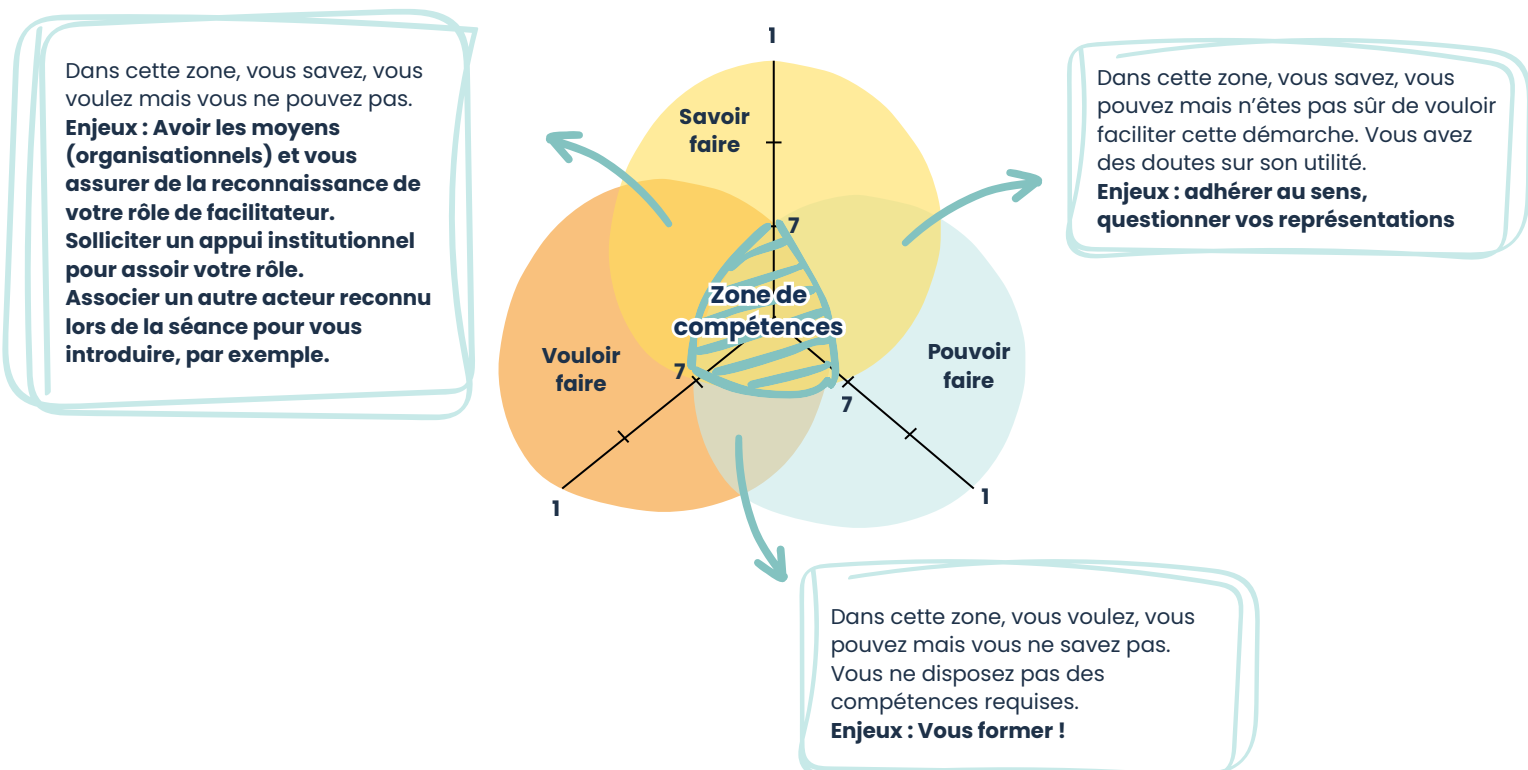 Dans cette zone, vous savez, vous
voulez mais vous ne pouvez pas.
Enjeux : Avoir les moyens
(organisationnels) et vous
assurer de la reconnaissance de
votre rôle de facilitateur.
Solliciter un appui institutionnel
pour assoir votre rôle.
Associer un autre acteur reconnu
lors de la séance pour vous
introduire, par exemple.
1
Savoir
faire
7
Zone de
compétences
Vouloir
faire
7
1
Pouvoir
faire
7
1
Dans cette zone, vous savez, vous
pouvez mais n’êtes pas sûr de vouloir
faciliter cette démarche. Vous avez
des doutes sur son utilité.
Enjeux : adhérer au sens,
questionner vos représentations
Dans cette zone, vous voulez, vous
pouvez mais vous ne savez pas.
Vous ne disposez pas des
compétences requises.
Enjeux : Vous former !